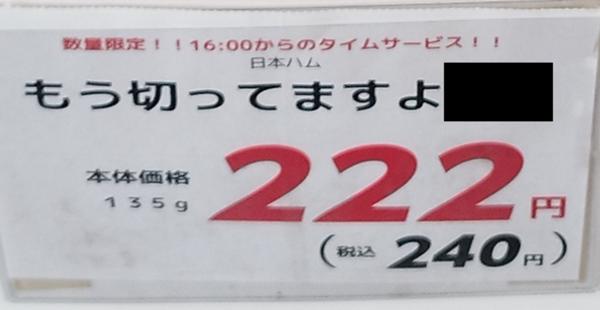 数量限定!!16:00からのタイムサービス!!
日本ハム
もう切ってますよ
本体価格
135g
222円
(税込 240円)